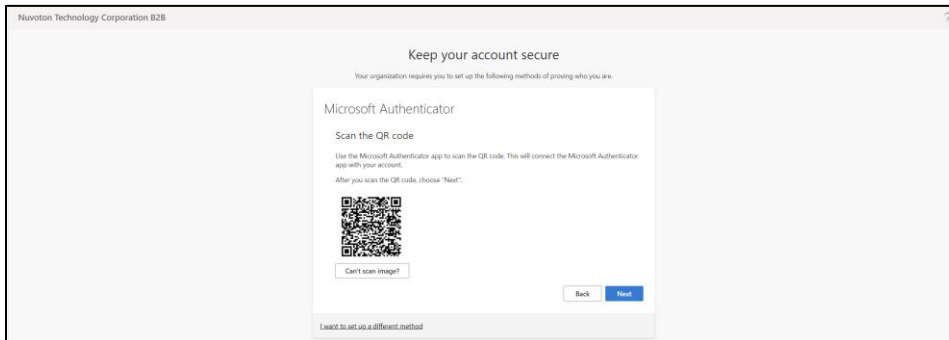 Nuvoton Technology Corporation B2B
?
Keep your account secure
Your organization requires you to set up the following methods of proving who you are.
Microsoft Authenticator
Scan the QR code
Use the Microsoft Authenticator app to scan the QR code. This will connect the Microsoft Authenticator
app with your account.
After you scan the QR code, choose "Next".
Can't scan image?
Back Next
I want to set up a different method